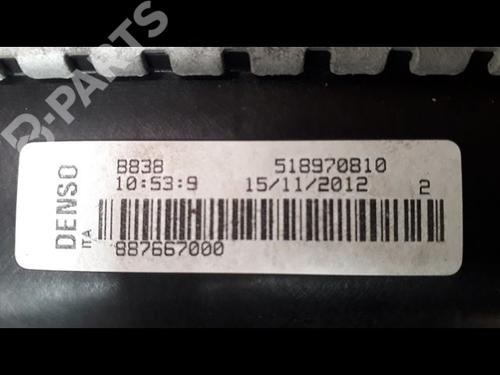 B-PARTS
DENSO
ITA
B838 518970810
10:53:9 15/11/2012 2
887667000